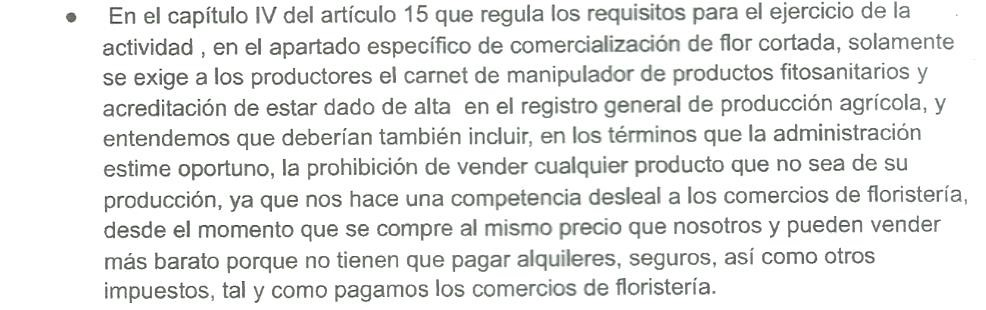 • En el capítulo IV del artículo 15 que regula los requisitos para el ejercicio de la
actividad , en el apartado específico de comercialización de flor cortada, solamente
se exige a los productores el carnet de manipulador de productos fitosanitarios y
acreditación de estar dado de alta en el registro general de producción agrícola, y
entendemos que deberían también incluir, en los términos que la administración
estime oportuno, la prohibición de vender cualquier producto que no sea de su
producción, ya que nos hace una competencia desleal a los comercios de floristería,
desde el momento que se compre al mismo precio que nosotros y pueden vender
más barato porque no tienen que pagar alquileres, seguros, así como otros
impuestos, tal y como pagamos los comercios de floristería.